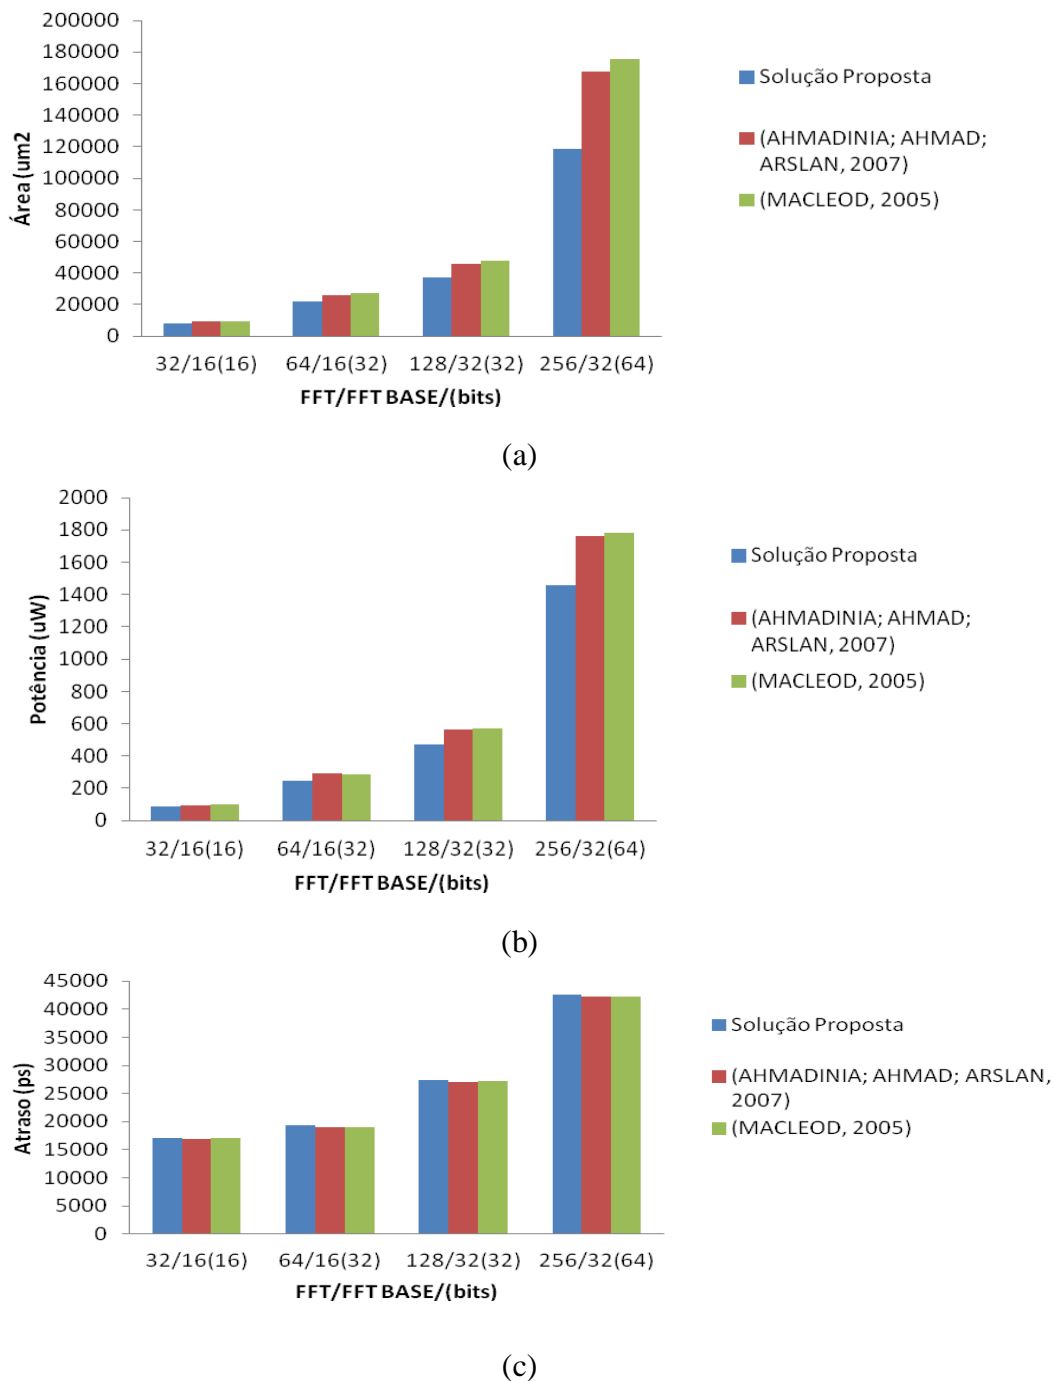 200000
180000
160000
140000
120000
100000
80000
60000
40000
20000
0
Área (um2
32/16(16) 64/16(32) 128/32(32) 256/32(64)
FFT/FFT BASE/(bits)
Solução Proposta
(AHMADINIA; AHMAD;
ARSLAN, 2007)
(MACLEOD, 2005)
(a)
2000
1800
1600
1400
1200
1000
800
600
400
200
0
Potência (uW)
32/16(16) 64/16(32) 128/32(32) 256/32(64)
FFT/FFT BASE/(bits)
Solução Proposta
(AHMADINIA; AHMAD;
ARSLAN, 2007)
(MACLEOD, 2005)
(b)
45000
40000
35000
30000
25000
20000
15000
10000
5000
0
Atraso (ps)
32/16(16) 64/16(32) 128/32(32) 256/32(64)
FFT/FFT BASE/(bits)
Solução Proposta
(AHMADINIA; AHMAD; ARSLAN,
2007)
(MACLEOD, 2005)
(c)